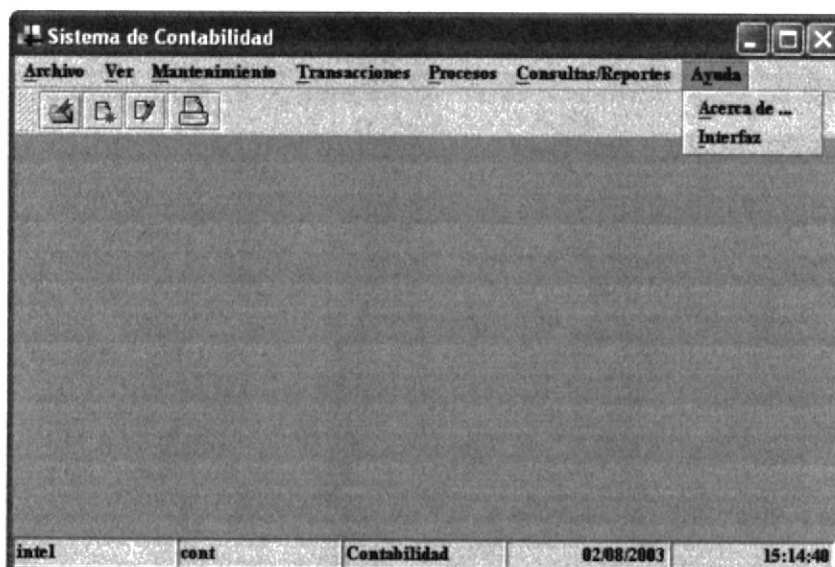 Sistema de Contabilidad
Archivo Ver Mantenimiento Transacciones Procesos Consultas/Reportes Ayuda
Acerca de ...
Interfaz
intel cont Contabilidad 02/08/2003 15:14:40